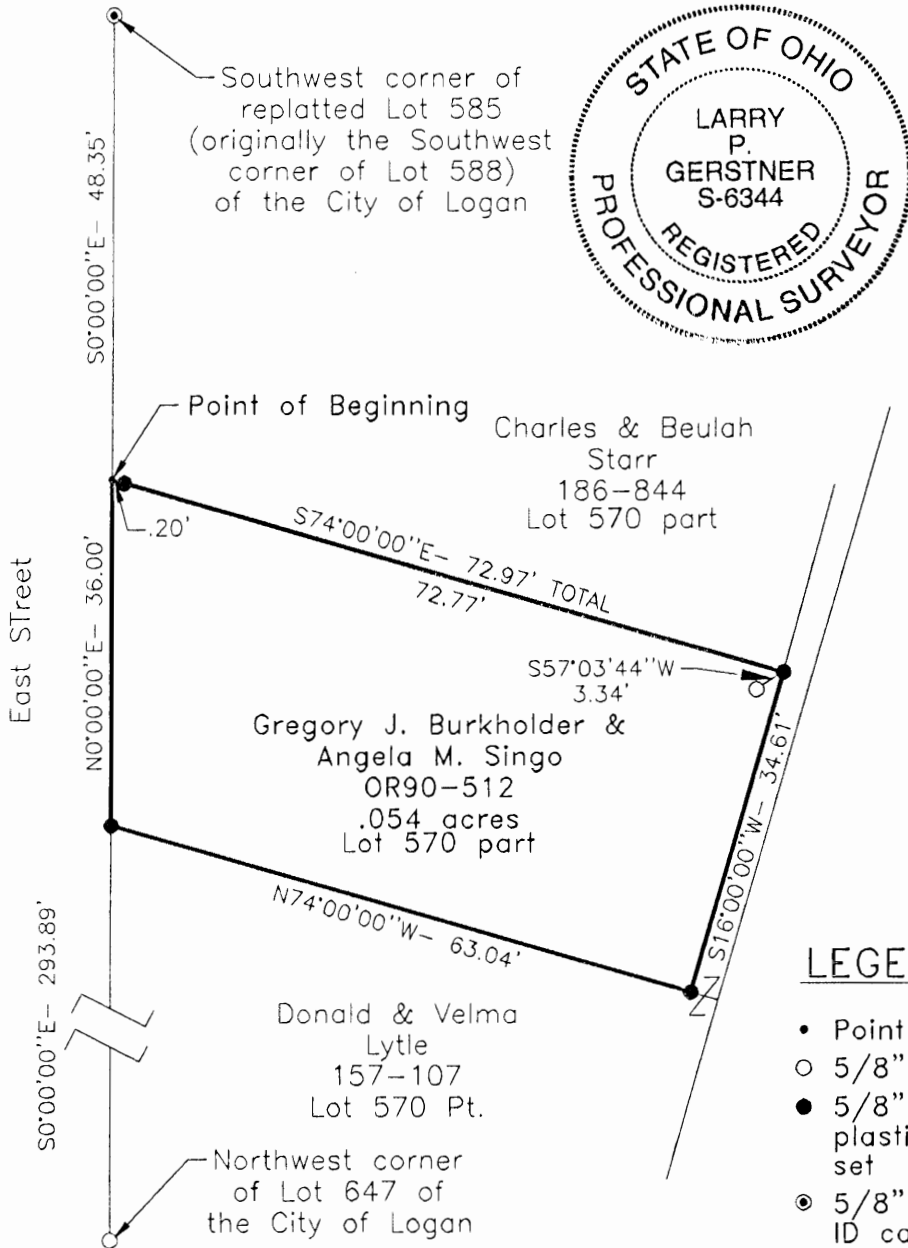 Southwest corner of
replatted Lot 585
(originally the Southwest
corner of Lot 588)
of the City of Logan
STATE OF OHIO
LARRY
P.
GERSTNER
S-6344
REGISTERED
PROFESSIONAL SURVEYOR
S0°00'00"E- 48.35'
Point of Beginning
Charles & Beulah
Starr
186-844
Lot 570 part
.20'
S74°00'00"E- 72.97' TOTAL
72.77'
East STreet
N0°00'00"E- 36.00'
S57°03'44"W
3.34'
Gregory J. Burkholder &
Angela M. Singo
OR90-512
.054 acres
Lot 570 part
S16°00'00"W- 34.61'
N74°00'00"W- 63.04'
S0°00'00"E- 293.89'
Donald & Velma
Lytle
157-107
Lot 570 Pt.
Northwest corner
of Lot 647 of
the City of Logan
LEGE
Point
5/8"
5/8"
plasti
set
5/8"
ID ca